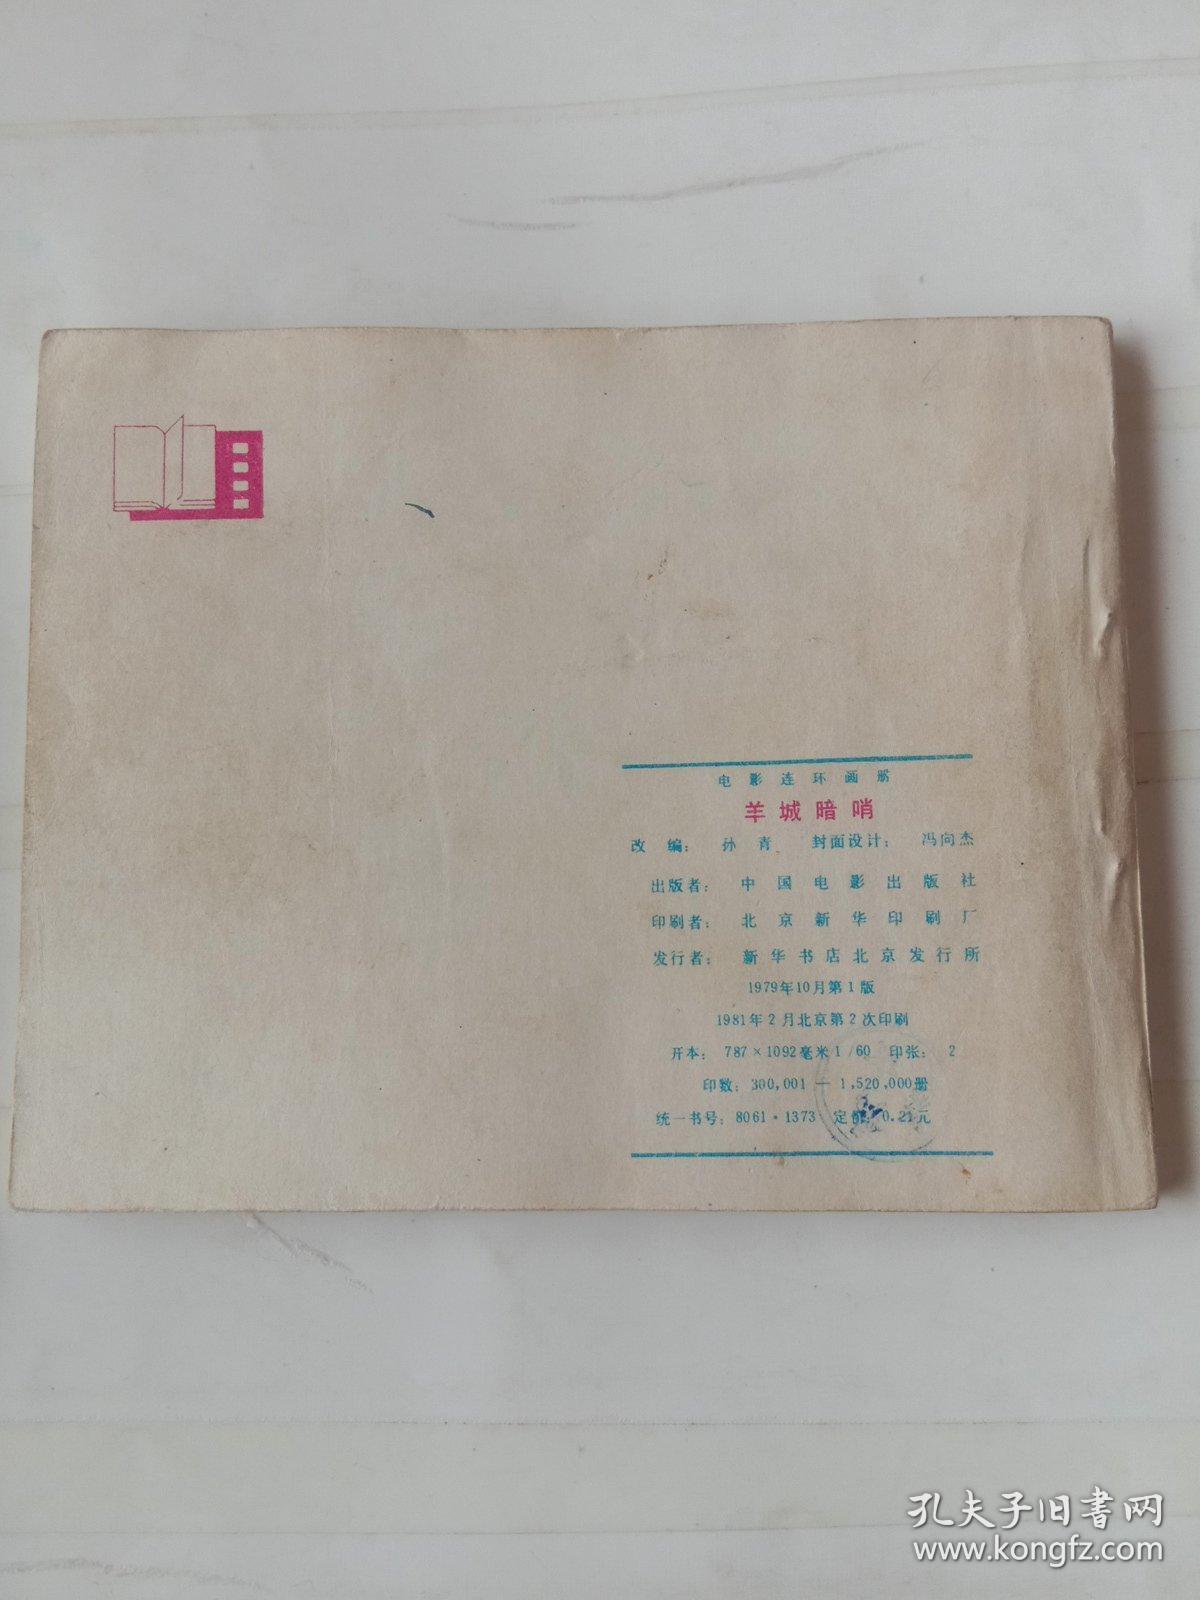 电影连环画册
羊城暗哨
改编：孙青 封面设计：冯向杰
出版者：中国电影出版社
印刷者：北京新华印刷厂
发行者：新华书店北京发行所
1979年10月第1版
1981年2月北京第2次印刷
开本：787×1092毫米1/60 印张：2
印数：300,001—1,520,000册
统一书号：8061·1373 定价：0.21元
孔夫子旧书网
www.kongfz.com